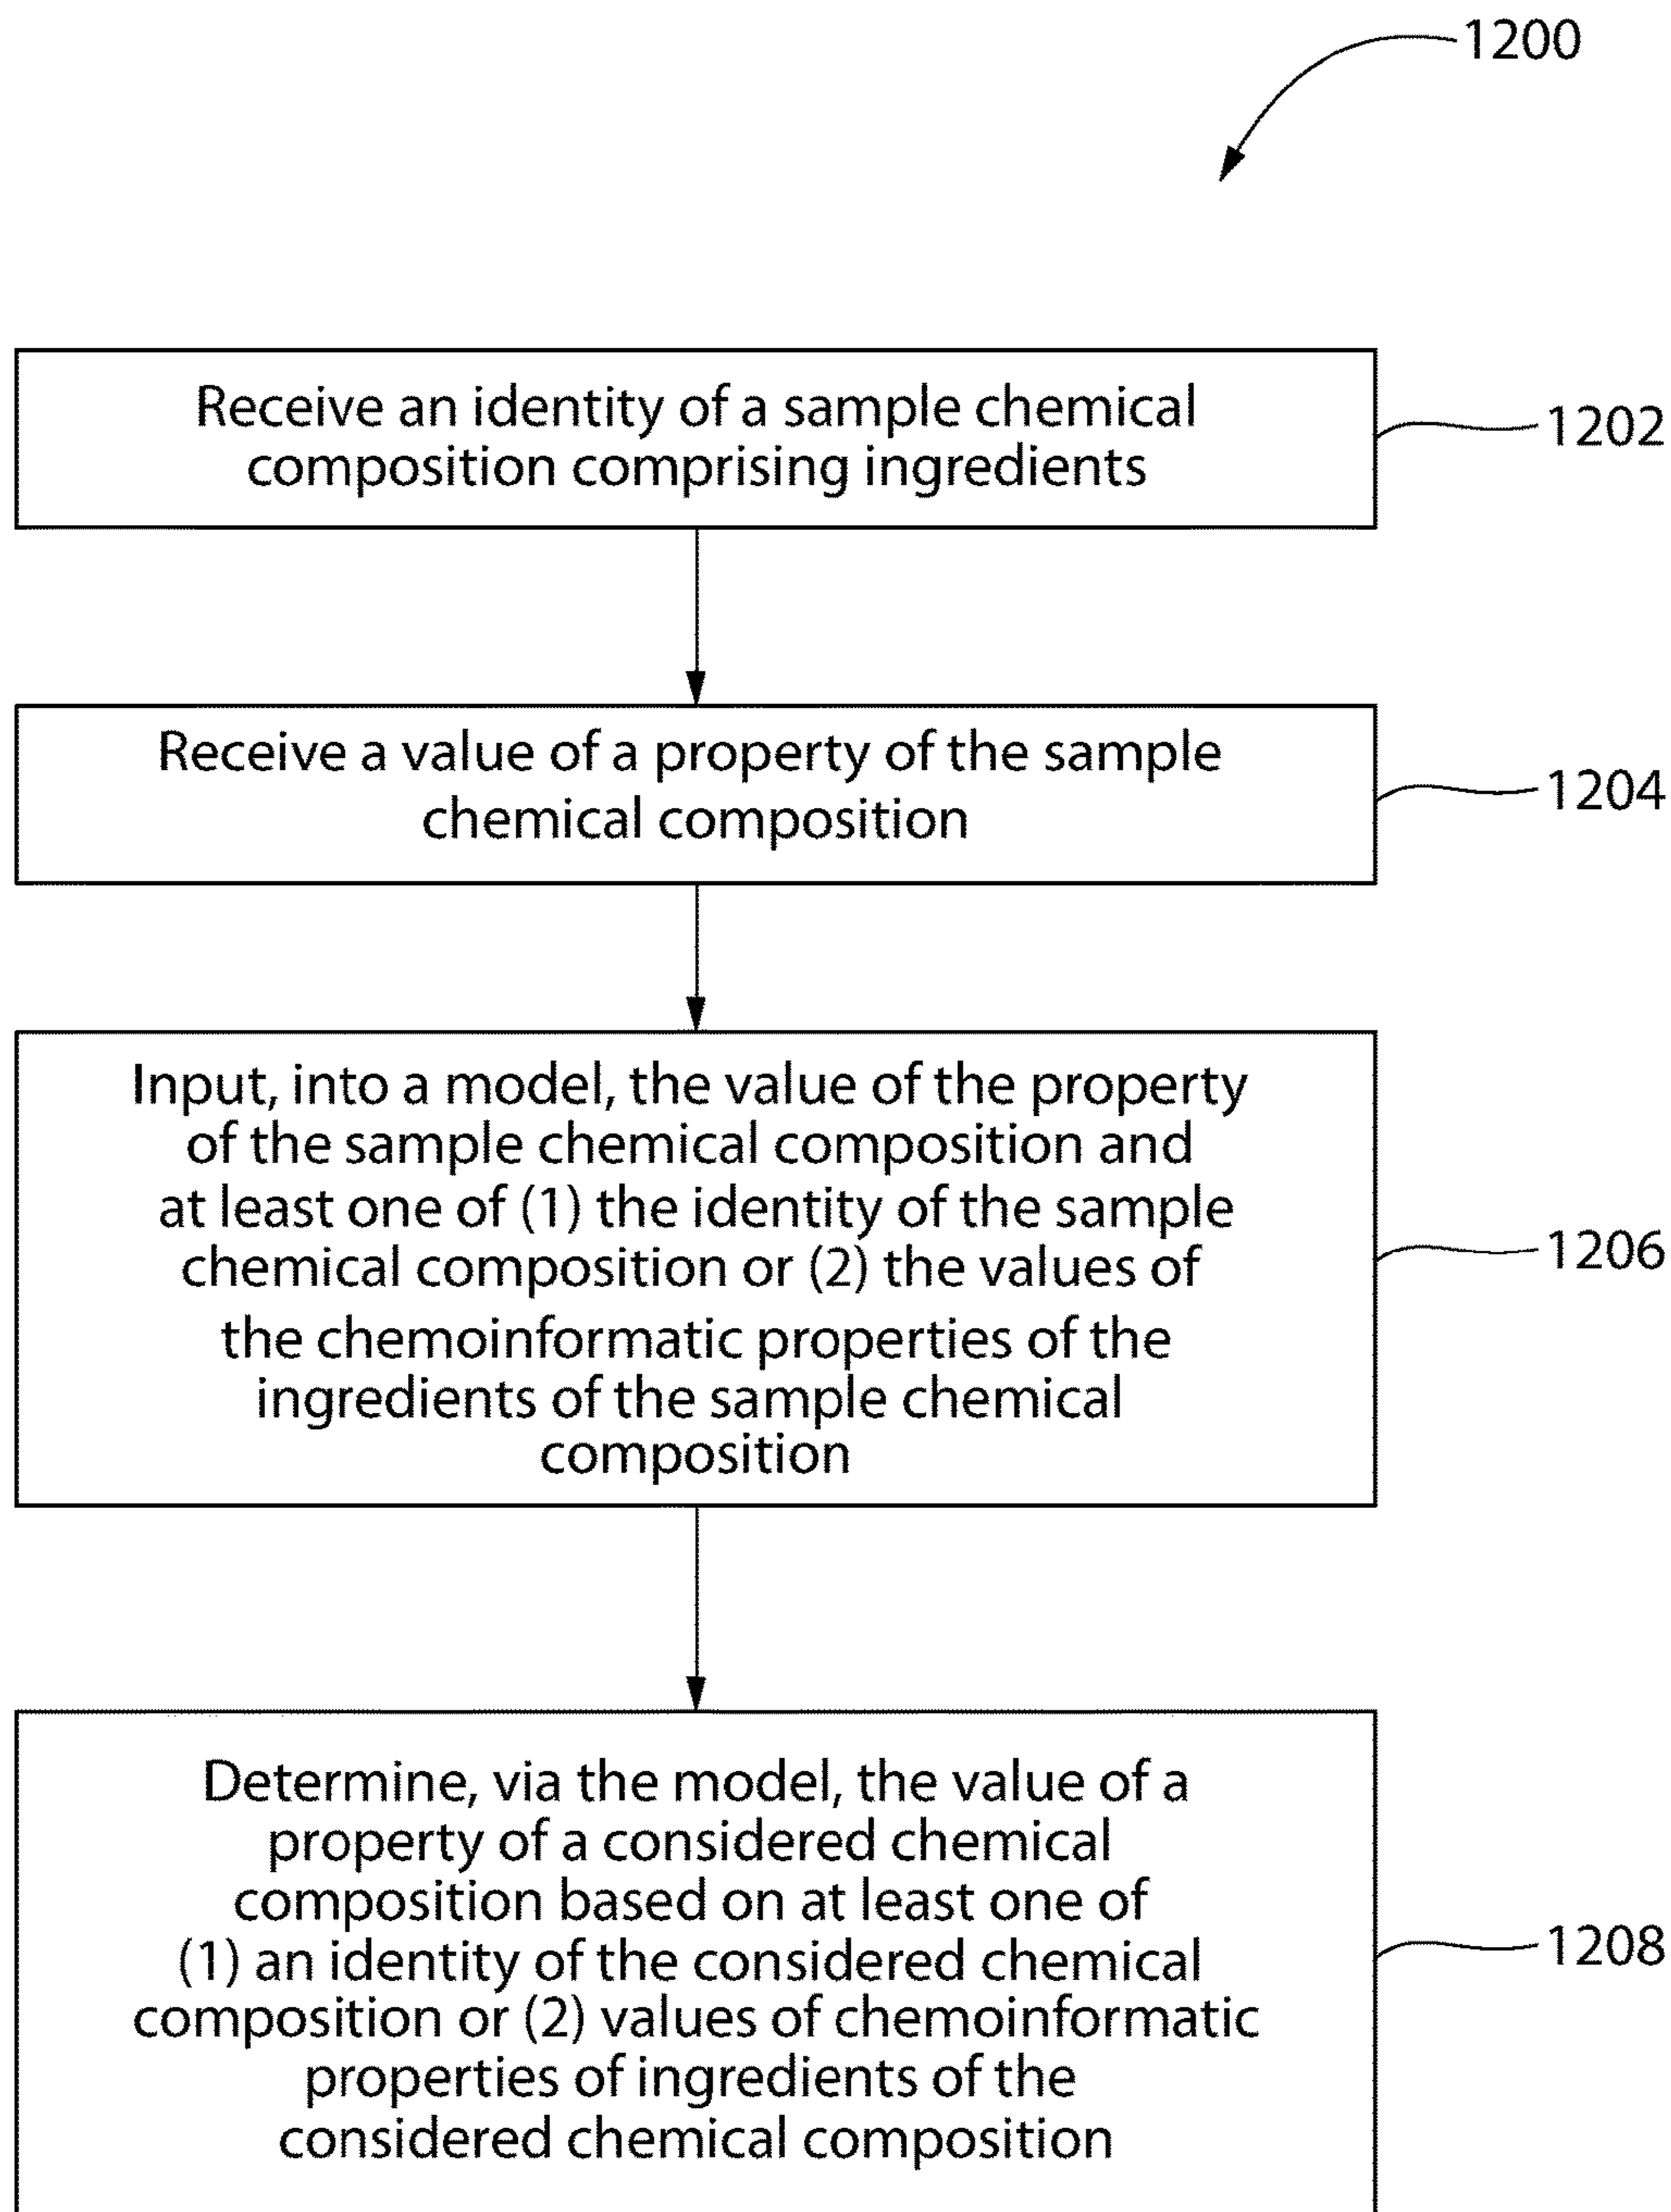 1200
Receive an identity of a sample chemical
composition comprising ingredients
1202
Receive a value of a property of the sample
chemical composition
1204
Input, into a model, the value of the property
of the sample chemical composition and
at least one of (1) the identity of the sample
chemical composition or (2) the values of
the chemoinformatic properties of the
ingredients of the sample chemical
composition
1206
Determine, via the model, the value of a
property of a considered chemical
composition based on at least one of
(1) an identity of the considered chemical
composition or (2) values of chemoinformatic
properties of ingredients of the
considered chemical composition
1208